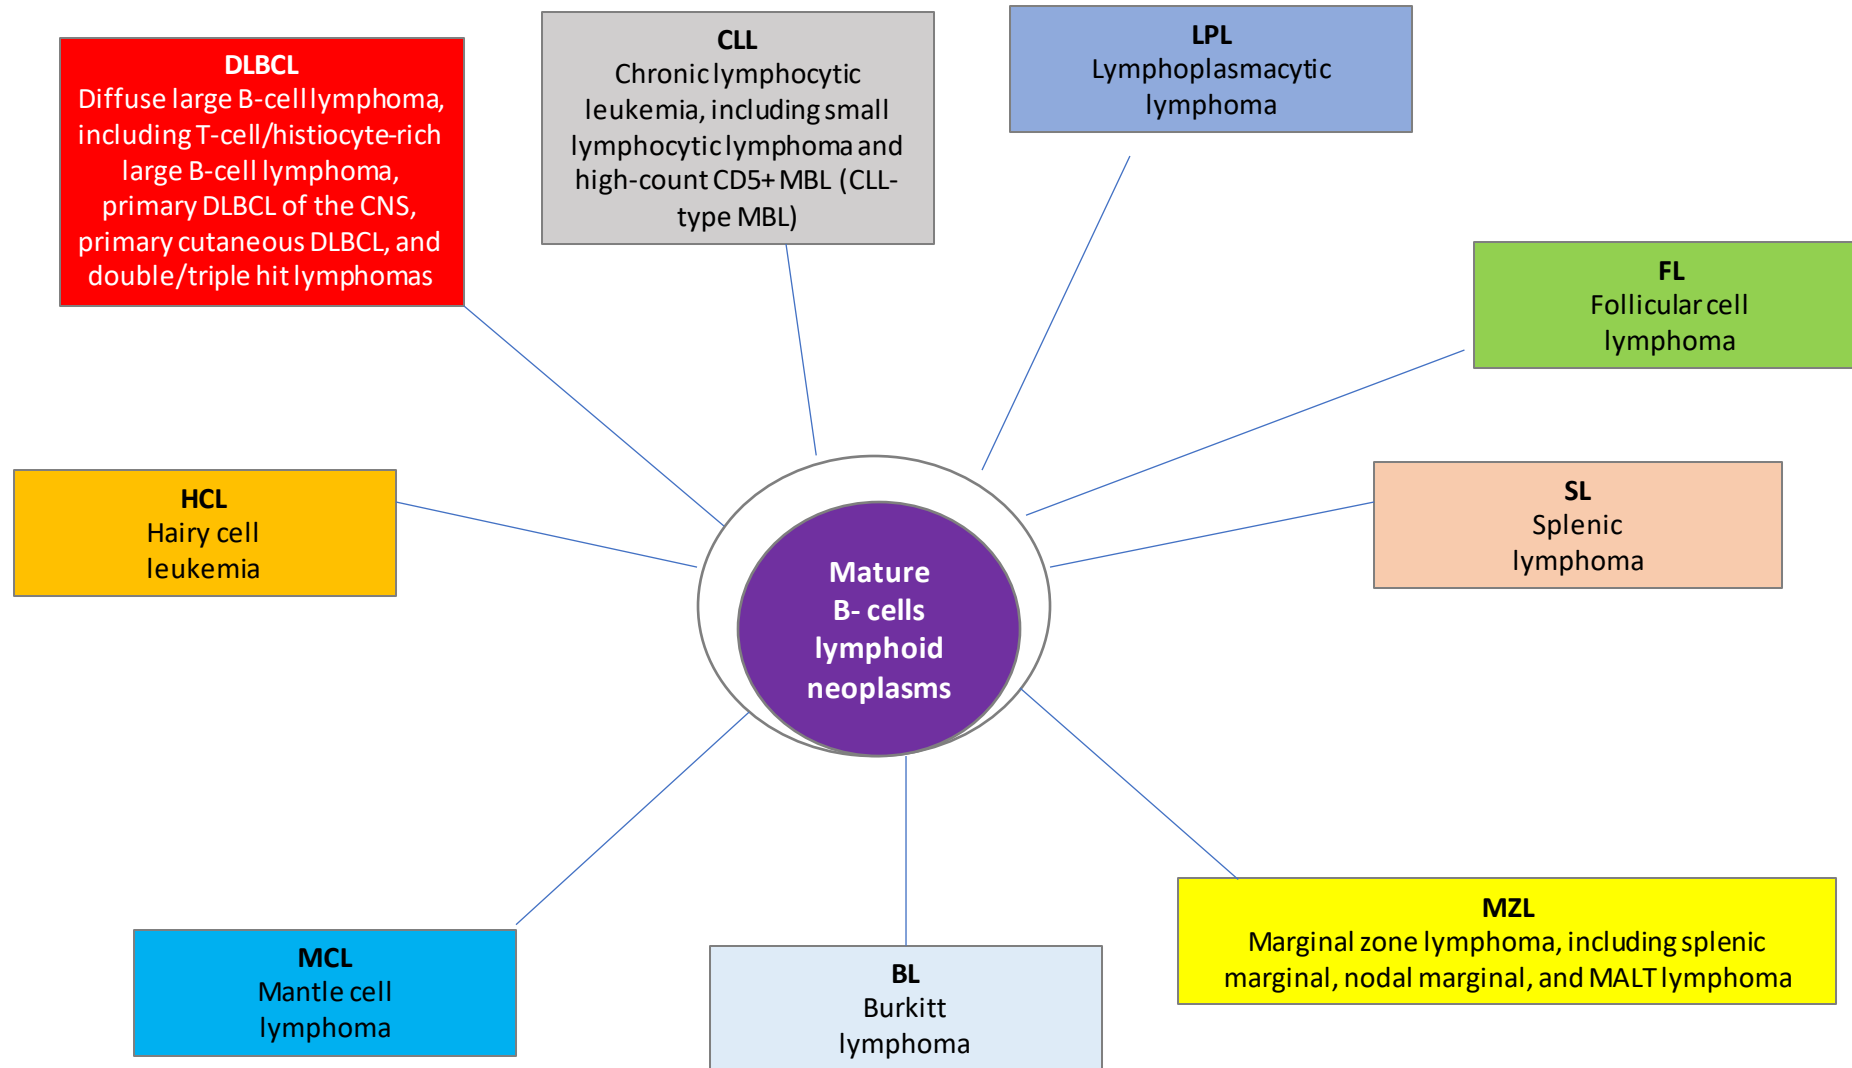 DLBCL
Diffuse large B-cell lymphoma,
including T-cell/histiocyte-rich
large B-cell lymphoma,
primary DLBCL of the CNS,
primary cutaneous DLBCL, and
double/triple hit lymphomas
CLL
Chronic lymphocytic
leukemia, including small
lymphocytic lymphoma and
high-count CD5+ MBL (CLL-
type MBL)
LPL
Lymphoplasmacytic
lymphoma
FL
Follicular cell
lymphoma
HCL
Hairy cell
leukemia
SL
Splenic
lymphoma
Mature
B- cells
lymphoid
neoplasms
MZL
Marginal zone lymphoma, including splenic
marginal, nodal marginal, and MALT lymphoma
MCL
Mantle cell
lymphoma
BL
Burkitt
lymphoma